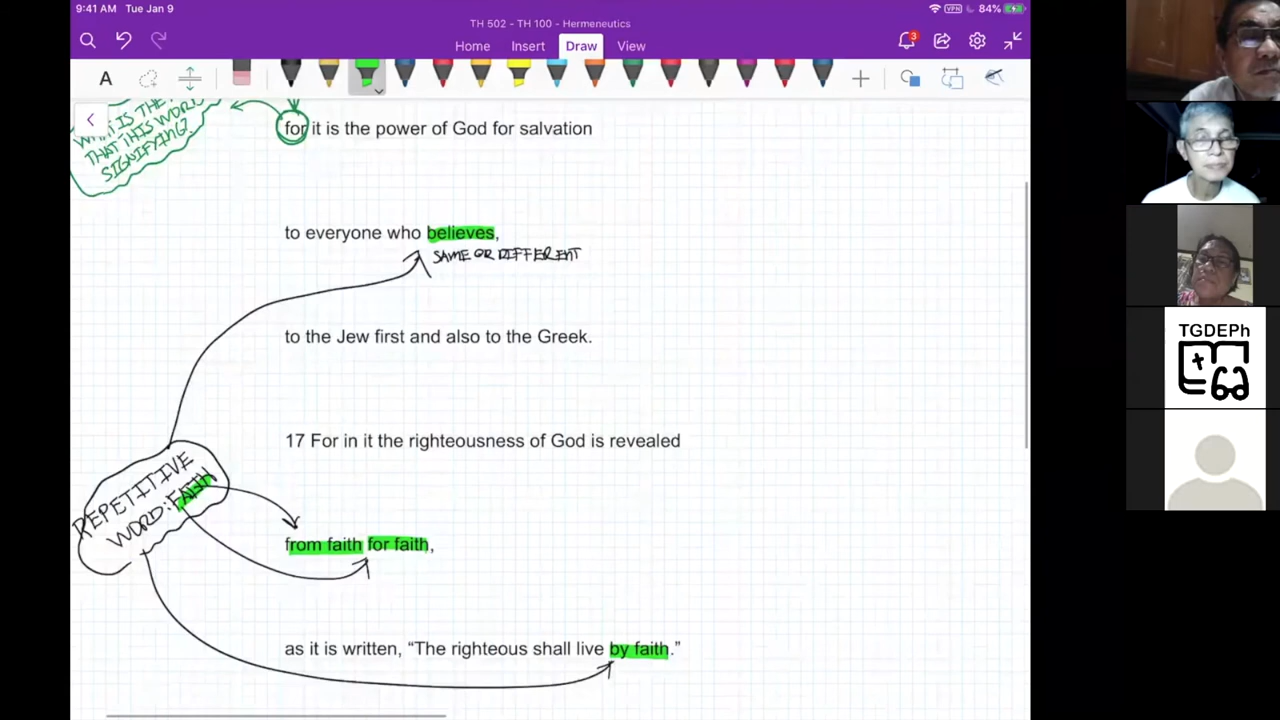 9:41 AM Tue Jan 9
VPN 84%
TH 502 - TH 100 - Hermeneutics
Home Insert Draw View
3
A
WHAT IS THE
THAT THIS WORD
SIGNIFYING?
for it is the power of God for salvation
to everyone who believes,
SAME OR DIFFERENT
to the Jew first and also to the Greek.
17 For in it the righteousness of God is revealed
REPETITIVE
WORD: FAITH
from faith for faith,
as it is written, “The righteous shall live by faith.”
TGDEPh